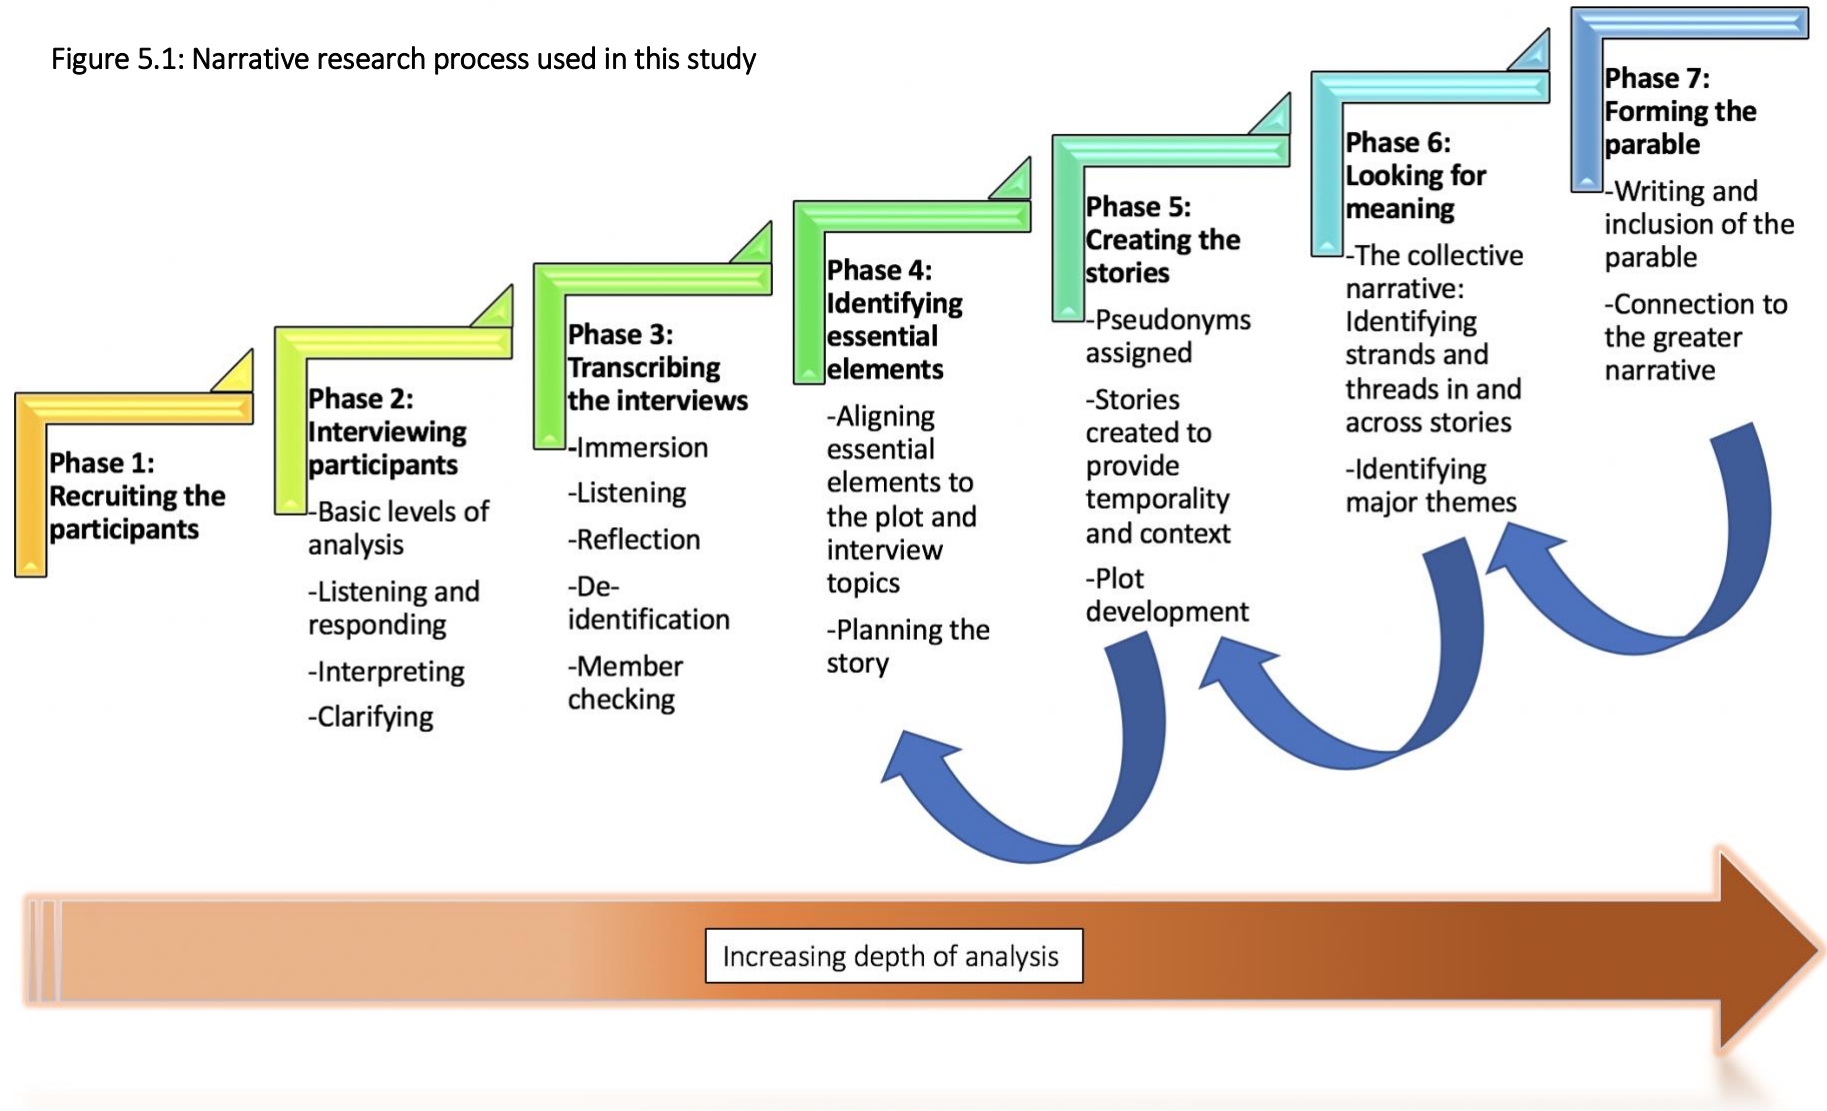 Figure 5.1: Narrative research process used in this study
Phase 1:
Recruiting the
participants
Phase 2:
Interviewing
participants
-Basic levels of
analysis
-Listening and
responding
-Interpreting
-Clarifying
Phase 3:
Transcribing
the interviews
-Immersion
-Listening
-Reflection
-De-
identification
-Member
checking
Phase 4:
Identifying
essential
elements
-Aligning
essential
elements to
the plot and
interview
topics
-Planning the
story
Phase 5:
Creating the
stories
-Pseudonyms
assigned
-Stories
created to
provide
temporality
and context
-Plot
development
Phase 6:
Looking for
meaning
-The collective
narrative:
Identifying
strands and
threads in and
across stories
-Identifying
major themes
Phase 7:
Forming the
parable
-Writing and
inclusion of the
parable
-Connection to
the greater
narrative
Increasing depth of analysis